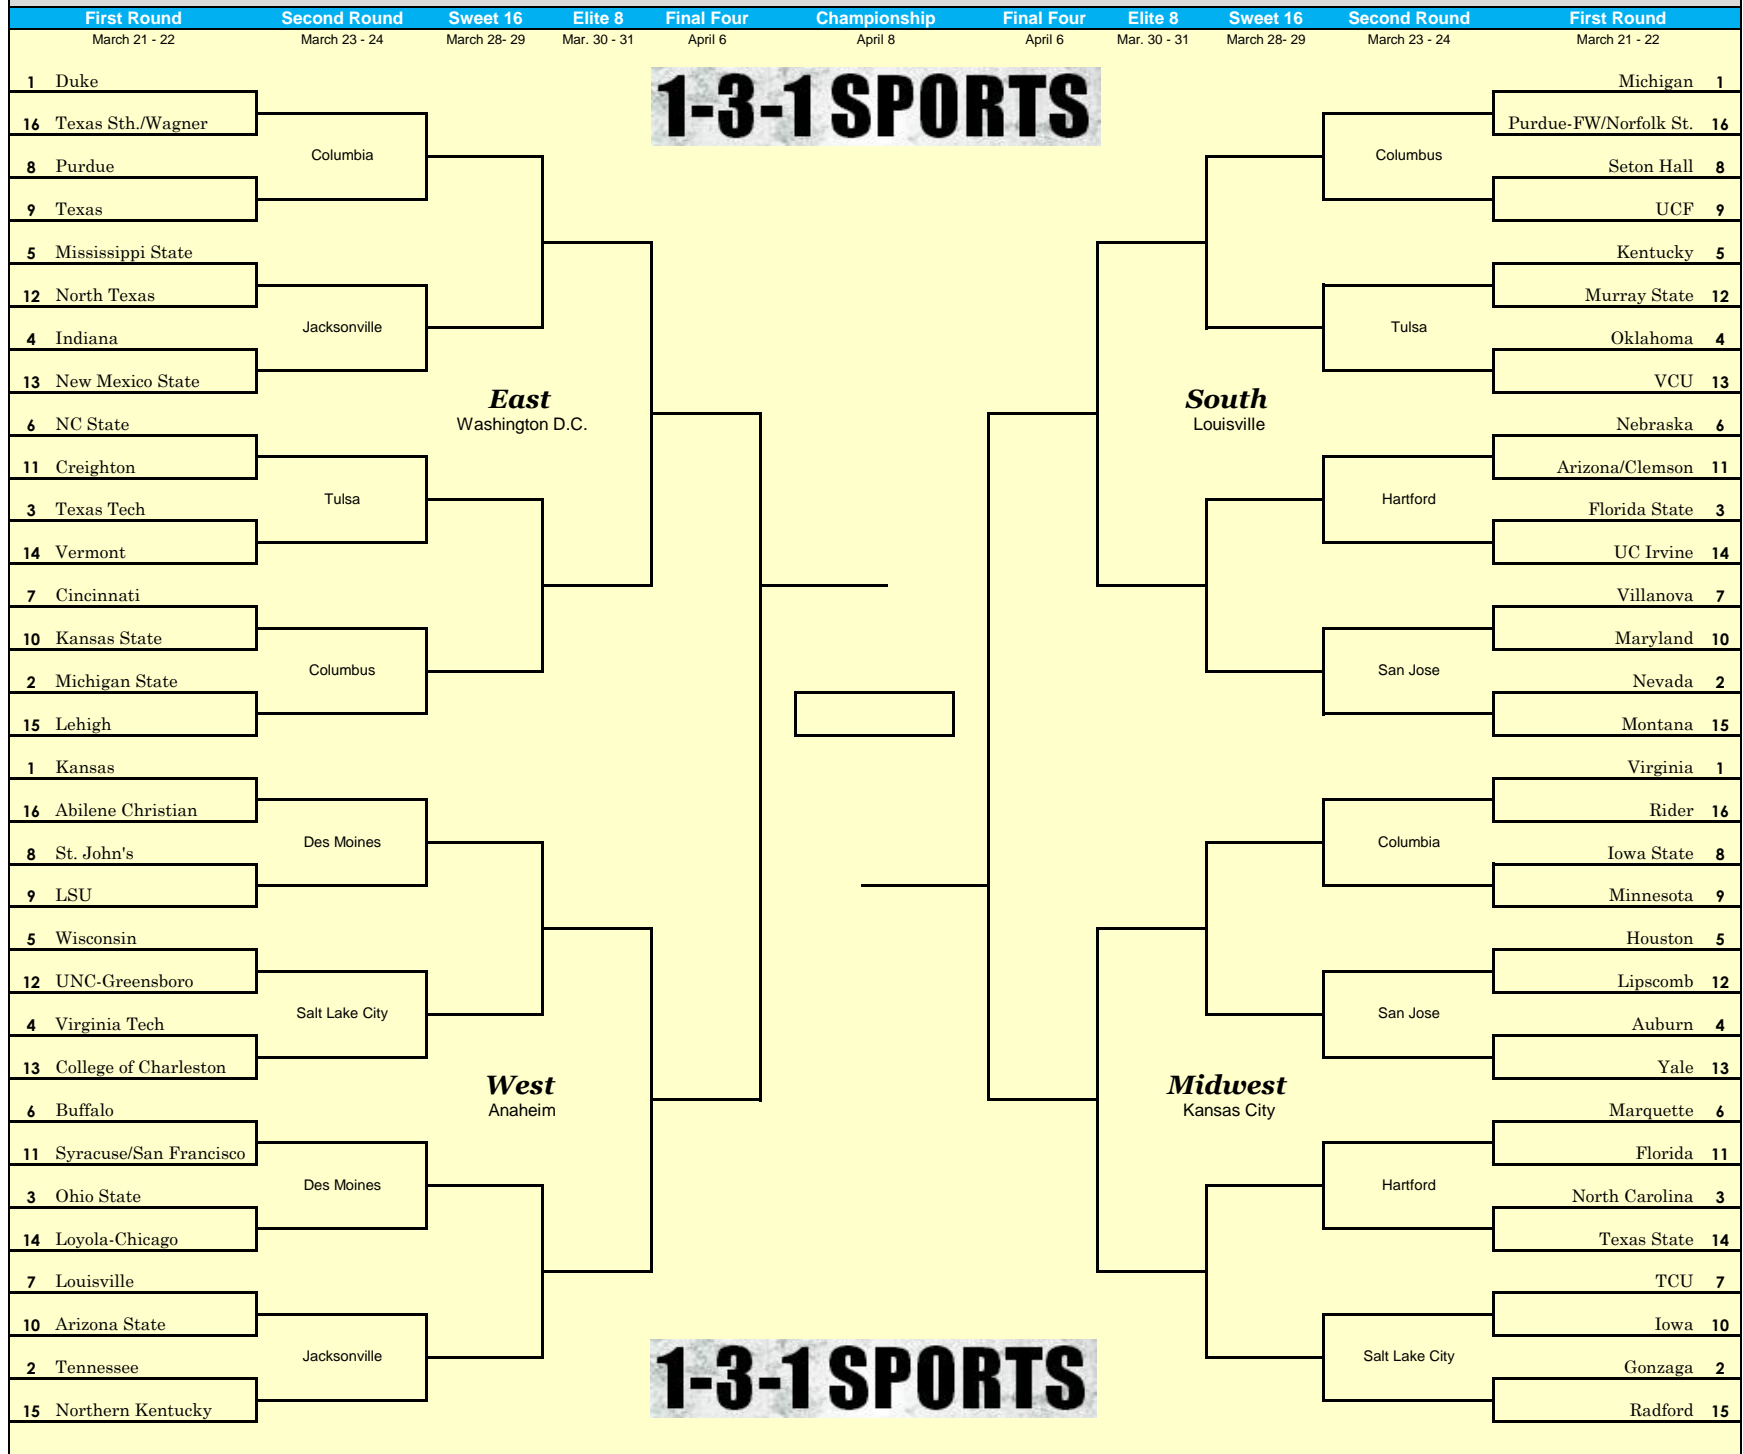 First Round Second Round Sweet 16 Elite 8 Final Four Championship Final Four Elite 8 Sweet 16 Second Round First Round
March 21 - 22 March 23 - 24 March 28- 29 Mar. 30 - 31 April 6 April 8 April 6 Mar. 30 - 31 March 28- 29 March 23 - 24 March 21 - 22
1-3-1 SPORTS
1 Duke
16 Texas Sth./Wagner
Columbia
8 Purdue
9 Texas
5 Mississippi State
12 North Texas
Jacksonville
4 Indiana
13 New Mexico State
East
Washington D.C.
6 NC State
11 Creighton
Tulsa
3 Texas Tech
14 Vermont
7 Cincinnati
10 Kansas State
Columbus
2 Michigan State
15 Lehigh
1 Kansas
16 Abilene Christian
Des Moines
8 St. John's
9 LSU
5 Wisconsin
12 UNC-Greensboro
Salt Lake City
4 Virginia Tech
13 College of Charleston
West
Anaheim
6 Buffalo
11 Syracuse/San Francisco
Des Moines
3 Ohio State
14 Loyola-Chicago
7 Louisville
10 Arizona State
Jacksonville
2 Tennessee
15 Northern Kentucky
Michigan 1
Purdue-FW/Norfolk St. 16
Columbus
Seton Hall 8
UCF 9
Kentucky 5
Murray State 12
Tulsa
Oklahoma 4
VCU 13
South
Louisville
Nebraska 6
Arizona/Clemson 11
Hartford
Florida State 3
UC Irvine 14
Villanova 7
Maryland 10
San Jose
Nevada 2
Montana 15
Virginia 1
Rider 16
Columbia
Iowa State 8
Minnesota 9
Houston 5
Lipscomb 12
San Jose
Auburn 4
Yale 13
Midwest
Kansas City
Marquette 6
Florida 11
Hartford
North Carolina 3
Texas State 14
TCU 7
Iowa 10
Salt Lake City
Gonzaga 2
Radford 15
1-3-1 SPORTS